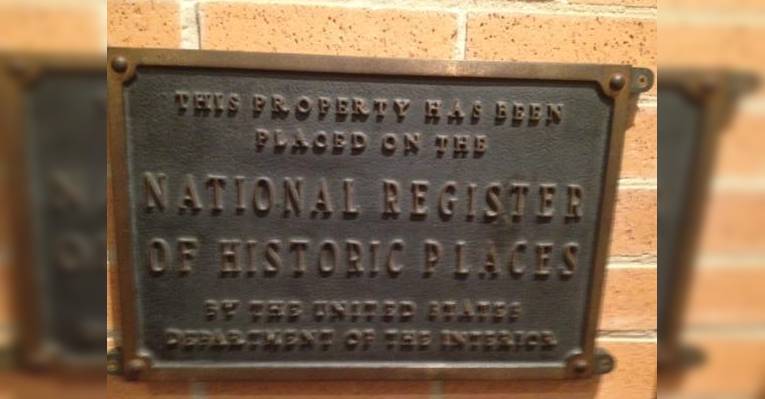 THIS PROPERTY HAS BEEN
PLACED ON THE
NATIONAL REGISTER
OF HISTORIC PLACES
BY THE UNITED STATES
DEPARTMENT OF THE INTERIOR